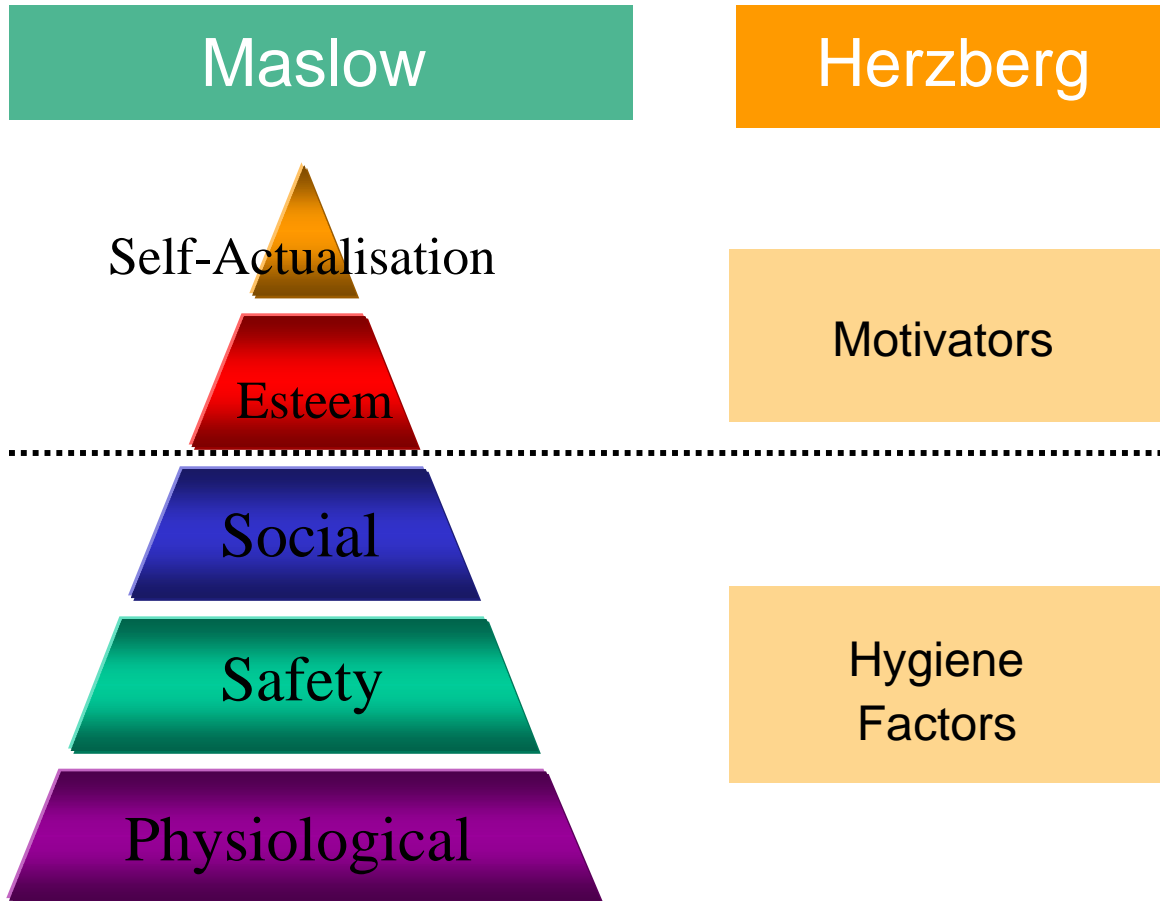 Maslow
Herzberg
Self-Actualisation
Esteem
Motivators
Social
Safety
Physiological
Hygiene
Factors